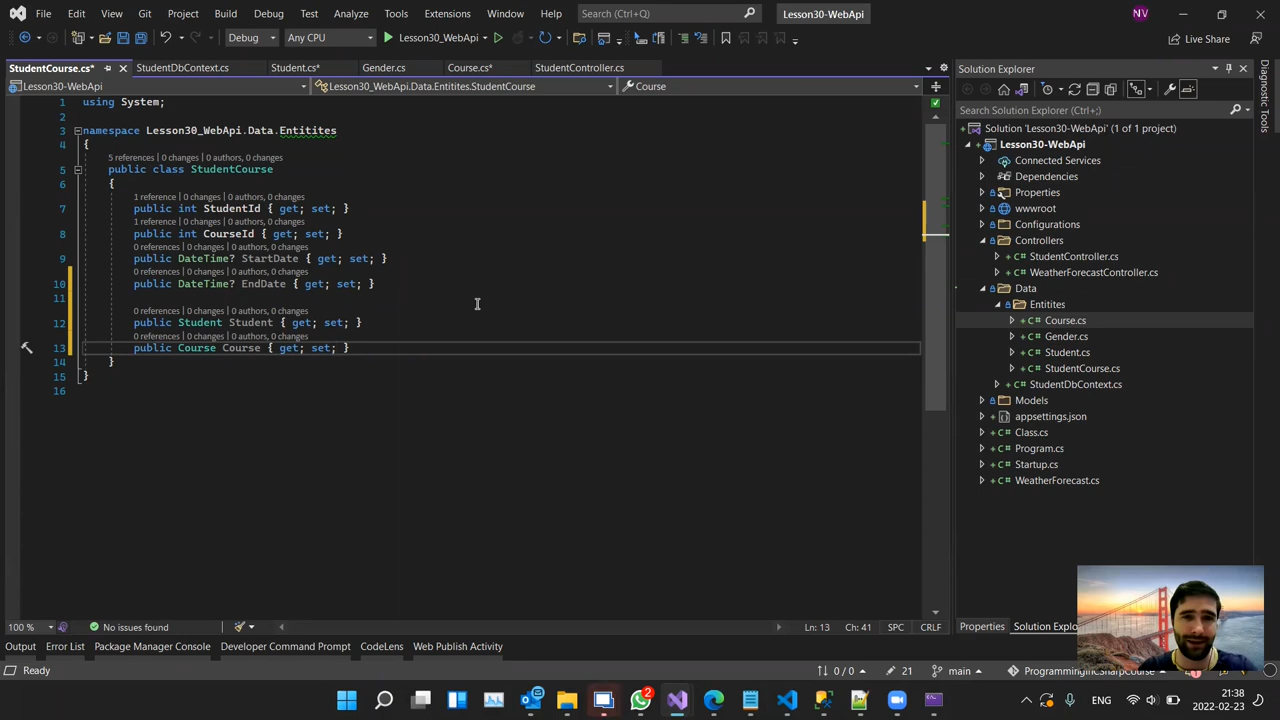 File Edit View Git Project Build Debug Test Analyze Tools Extensions Window Help Search (Ctrl+Q) Lesson30-WebApi NV
Debug Any CPU Lesson30_WebApi Live Share
StudentCourse.cs* StudentDbContext.cs Student.cs* Gender.cs Course.cs* StudentController.cs
Lesson30-WebApi Lesson30_WebApi.Data.Entitites.StudentCourse Course
1 using System;
2
3 namespace Lesson30_WebApi.Data.Entitites
4 {
5 references | 0 changes | 0 authors, 0 changes
5 public class StudentCourse
6 {
1 reference | 0 changes | 0 authors, 0 changes
7 public int StudentId { get; set; }
1 reference | 0 changes | 0 authors, 0 changes
8 public int CourseId { get; set; }
0 references | 0 changes | 0 authors, 0 changes
9 public DateTime? StartDate { get; set; }
0 references | 0 changes | 0 authors, 0 changes
10 public DateTime? EndDate { get; set; }
11
0 references | 0 changes | 0 authors, 0 changes
12 public Student Student { get; set; }
0 references | 0 changes | 0 authors, 0 changes
13 public Course Course { get; set; }
14 }
15 }
16
Solution Explorer
Search Solution Explorer (Ctrl+;)
Solution 'Lesson30-WebApi' (1 of 1 project)
Lesson30-WebApi
Connected Services
Dependencies
Properties
wwwroot
Configurations
Controllers
C# StudentController.cs
C# WeatherForecastController.cs
Data
Entitites
C# Course.cs
C# Gender.cs
C# Student.cs
C# StudentCourse.cs
C# StudentDbContext.cs
Models
appsettings.json
C# Class.cs
C# Program.cs
C# Startup.cs
C# WeatherForecast.cs
Diagnostic Tools
100 % No issues found Ln: 13 Ch: 41 SPC CRLF
Properties Solution Explo
Output Error List Package Manager Console Developer Command Prompt CodeLens Web Publish Activity
Ready 0 / 0 21 main ProgrammingInCSharpCourse
2
ENG 21:38
2022-02-23